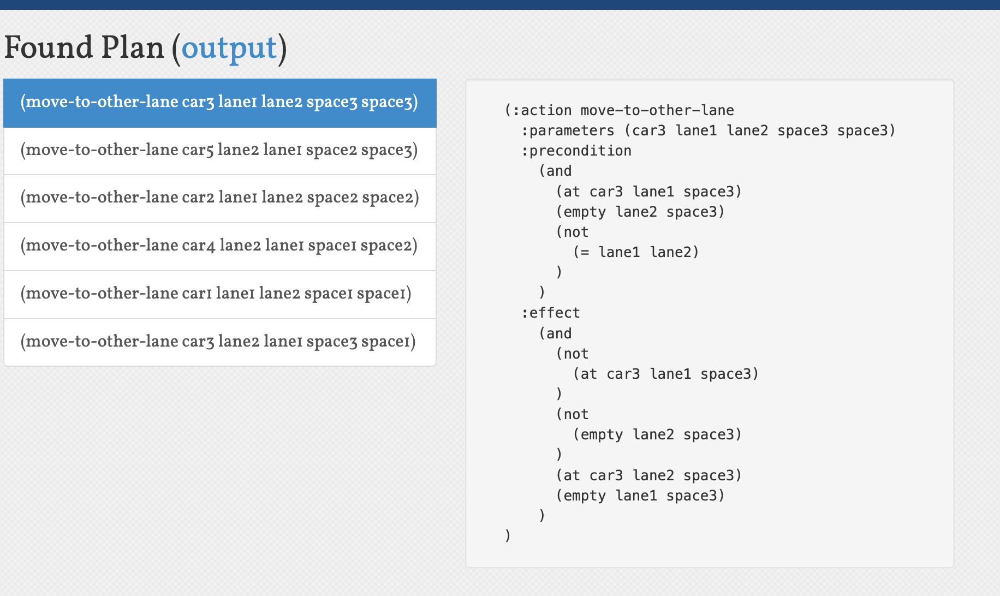 Found Plan (output)
(move-to-other-lane car3 lane1 lane2 space3 space3)
(move-to-other-lane car5 lane2 lane1 space2 space3)
(move-to-other-lane car2 lane1 lane2 space2 space2)
(move-to-other-lane car4 lane2 lane1 space1 space2)
(move-to-other-lane car1 lane1 lane2 space1 space1)
(move-to-other-lane car3 lane2 lane1 space3 space1)
(:action move-to-other-lane
:parameters (car3 lane1 lane2 space3 space3)
:precondition
(and
(at car3 lane1 space3)
(empty lane2 space3)
(not
(= lane1 lane2)
)
)
:effect
(and
(not
(at car3 lane1 space3)
)
(not
(empty lane2 space3)
)
(at car3 lane2 space3)
(empty lane1 space3)
)
)